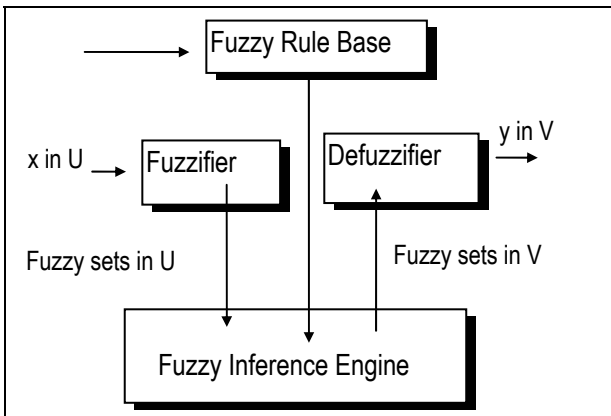 Fuzzy Rule Base
x in U
Fuzzifier
Defuzzifier
y in V
Fuzzy sets in U
Fuzzy sets in V
Fuzzy Inference Engine